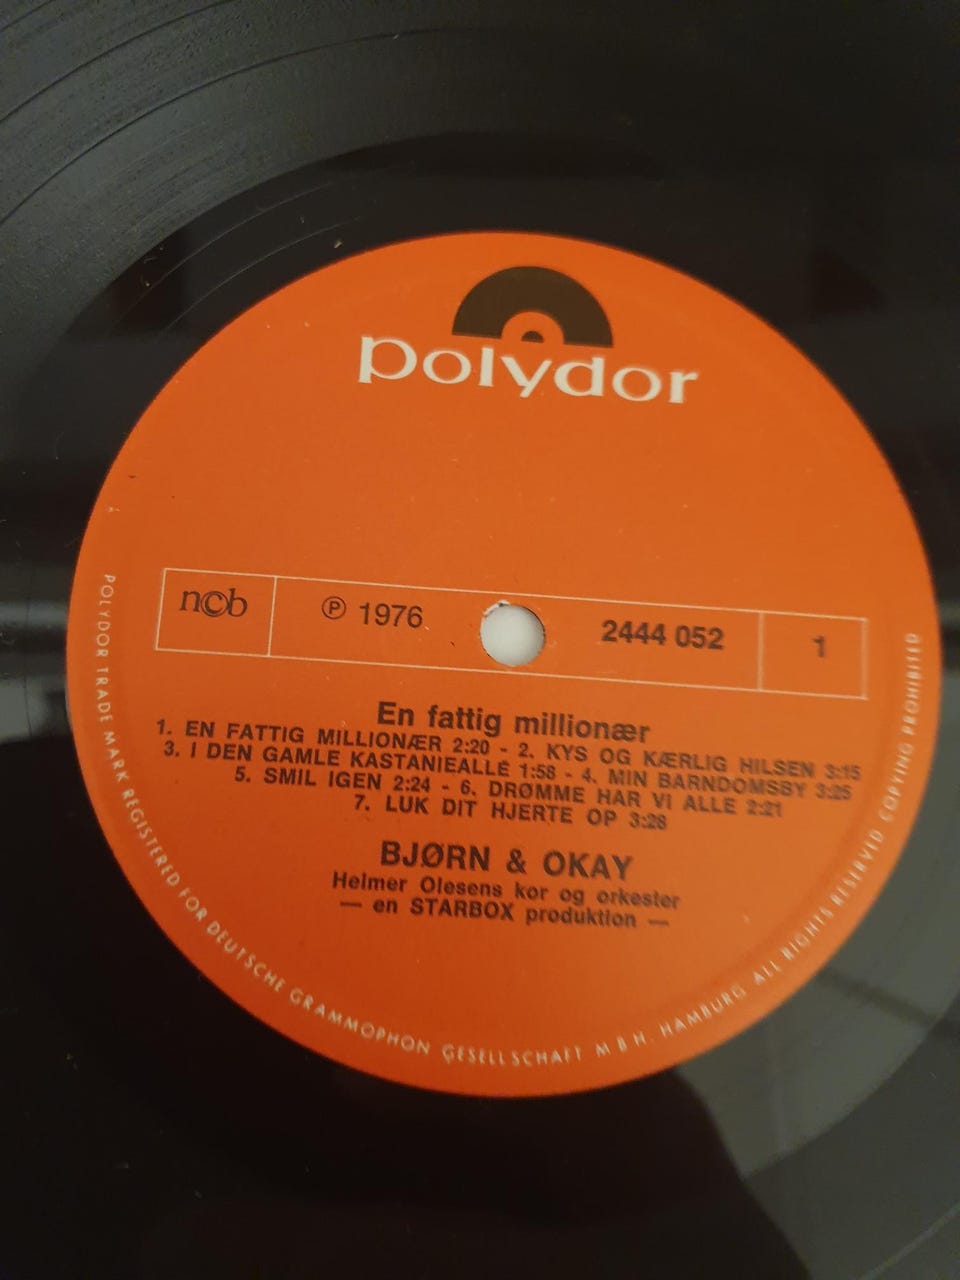 polydor
ncb ℗ 1976 2444 052 1
En fattig millionær
1. EN FATTIG MILLIONÆR 2:20 - 2. KYS OG KÆRLIG HILSEN 3:15
3. I DEN GAMLE KASTANIEALLE 1:58 - 4. MIN BARNDOMSBY 3:25
5. SMIL IGEN 2:24 - 6. DRØMME HAR VI ALLE 2:21
7. LUK DIT HJERTE OP 3:28
BJØRN & OKAY
Helmer Olesens kor og orkester
— en STARBOX produktion —
POLYDOR TRADE MARK REGISTERED FOR DEUTSCHE GRAMMOPHON GESELLSCHAFT M B H. HAMBURG ALL RIGHTS RESERVED COPYING PROHIBITED